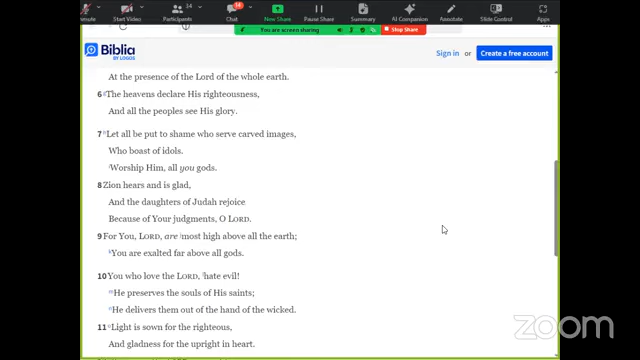 Start Video
Participants
34
Chat
58
New Share
Pause Share
Summary
AI Companion
Annotate
Slide Control
Apps
You are screen sharing
Stop Share
Biblia
BY LOGOS
Sign in or Create a free account
At the presence of the Lord of the whole earth.
6 The heavens declare His righteousness,
And all the peoples see His glory.
7 Let all be put to shame who serve carved images,
Who boast of idols.
Worship Him, all you gods.
8 Zion hears and is glad,
And the daughters of Judah rejoice
Because of Your judgments, O LORD.
9 For You, LORD, are most high above all the earth;
You are exalted far above all gods.
10 You who love the LORD, hate evil!
He preserves the souls of His saints;
He delivers them out of the hand of the wicked.
11 Light is sown for the righteous,
And gladness for the upright in heart.
zoom